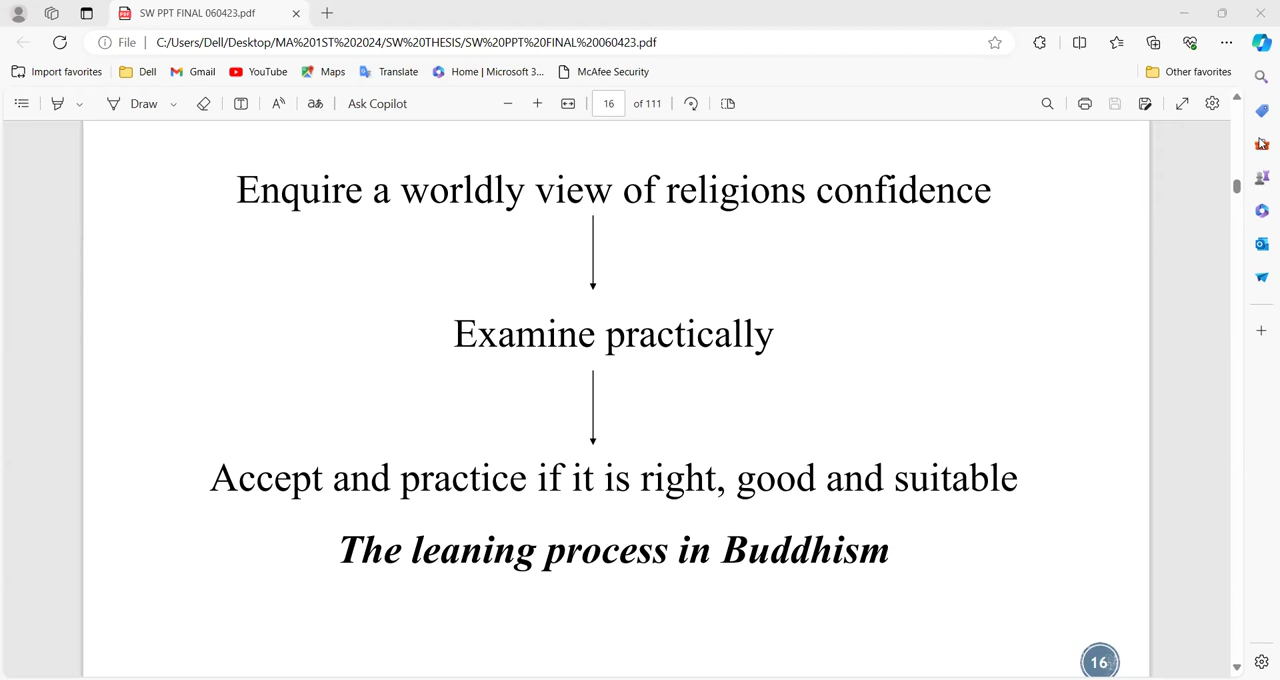 SW PPT FINAL 060423.pdf
File C:/Users/Dell/Desktop/MA%201ST%202024/SW%20THESIS/SW%20PPT%20FINAL%20060423.pdf
Import favorites Dell Gmail YouTube Maps Translate Home | Microsoft 3... McAfee Security Other favorites
Draw aあ Ask Copilot 16 of 111
Enquire a worldly view of religions confidence
Examine practically
Accept and practice if it is right, good and suitable
The leaning process in Buddhism
16